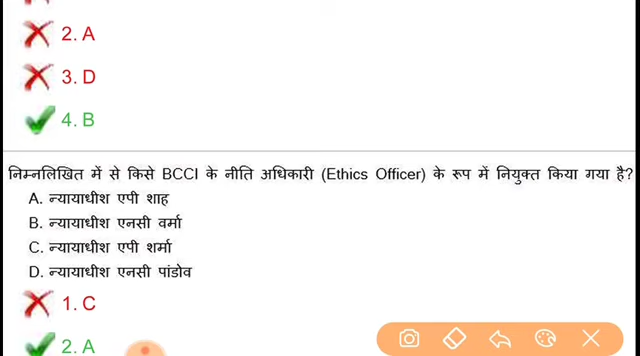 2. A
3. D
4. B
निम्नलिखित में से किसे BCCI के नीति अधिकारी (Ethics Officer) के रूप में नियुक्त किया गया है?
A. न्यायाधीश एपी शाह
B. न्यायाधीश एनसी वर्मा
C. न्यायाधीश एपी शर्मा
D. न्यायाधीश एनसी पांडोव
1. C
2. A